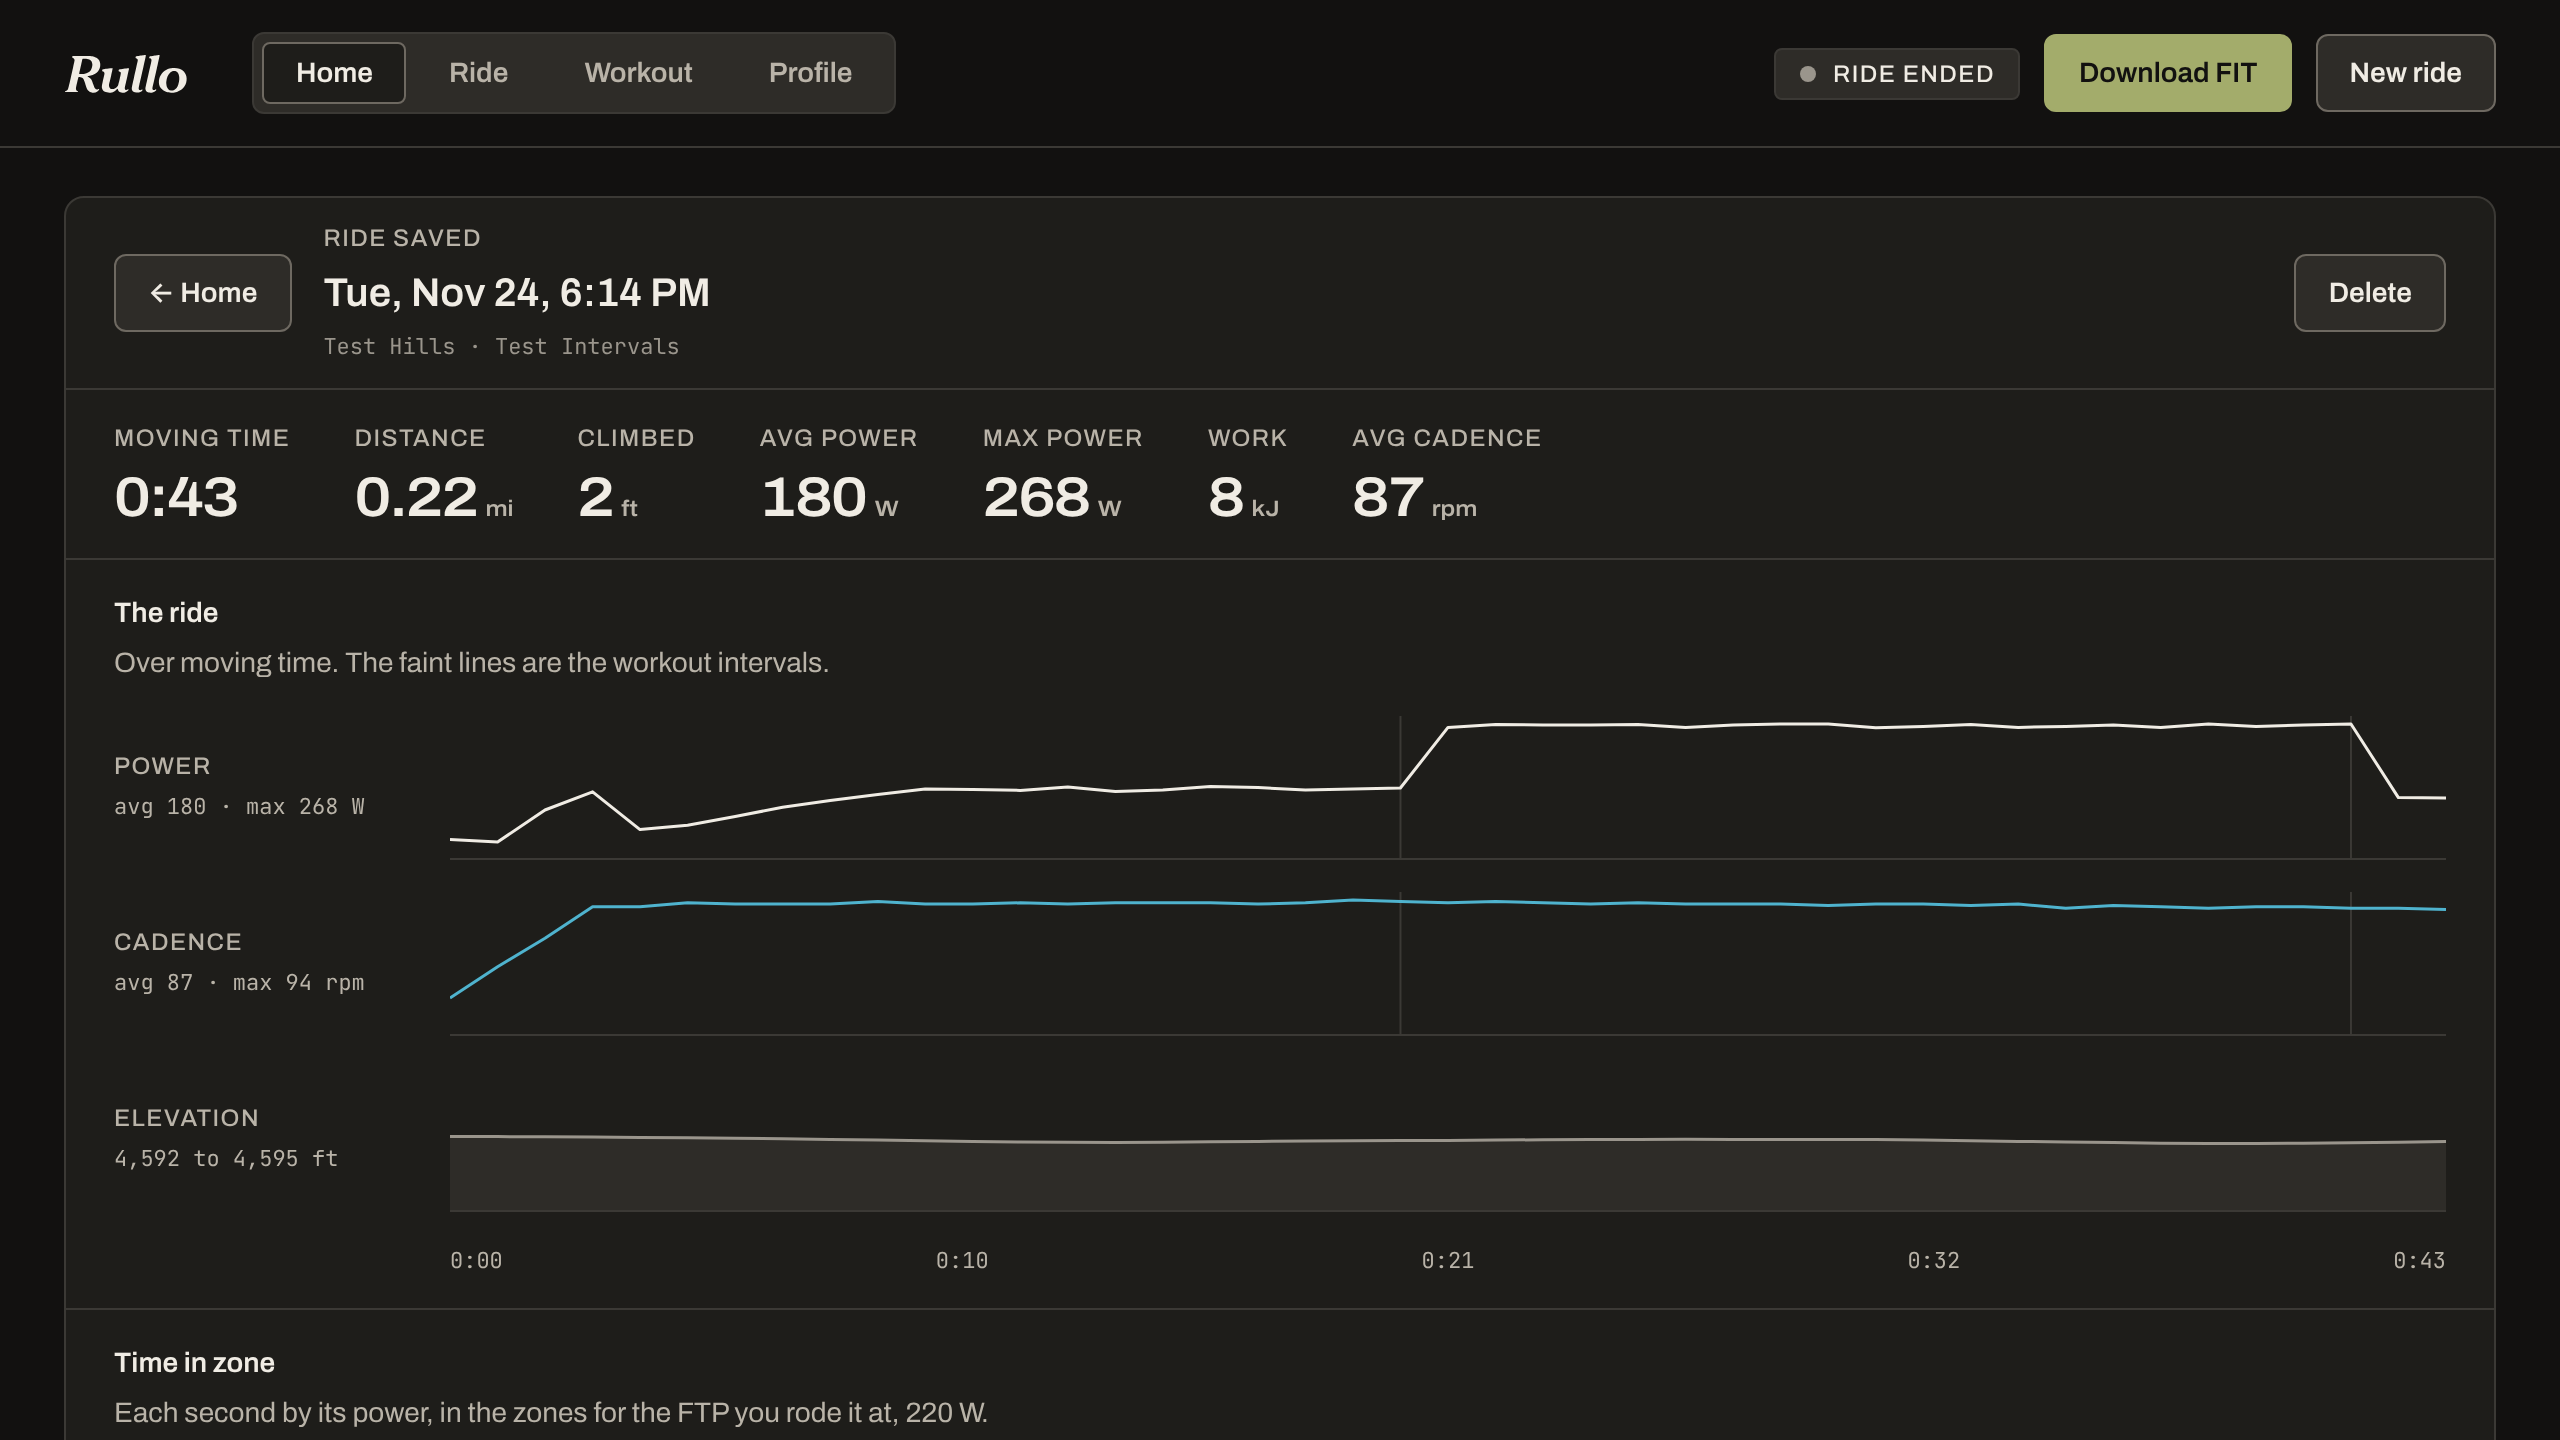 Rullo
Home
Ride
Workout
Profile
RIDE ENDED
Download FIT
New ride
← Home
RIDE SAVED
Tue, Nov 24, 6:14 PM
Test Hills · Test Intervals
Delete
MOVING TIME
0:43
DISTANCE
0.22 mi
CLIMBED
2 ft
AVG POWER
180 W
MAX POWER
268 W
WORK
8 kJ
AVG CADENCE
87 rpm
The ride
Over moving time. The faint lines are the workout intervals.
POWER
avg 180 · max 268 W
CADENCE
avg 87 · max 94 rpm
ELEVATION
4,592 to 4,595 ft
0:00
0:10
0:21
0:32
0:43
Time in zone
Each second by its power, in the zones for the FTP you rode it at, 220 W.